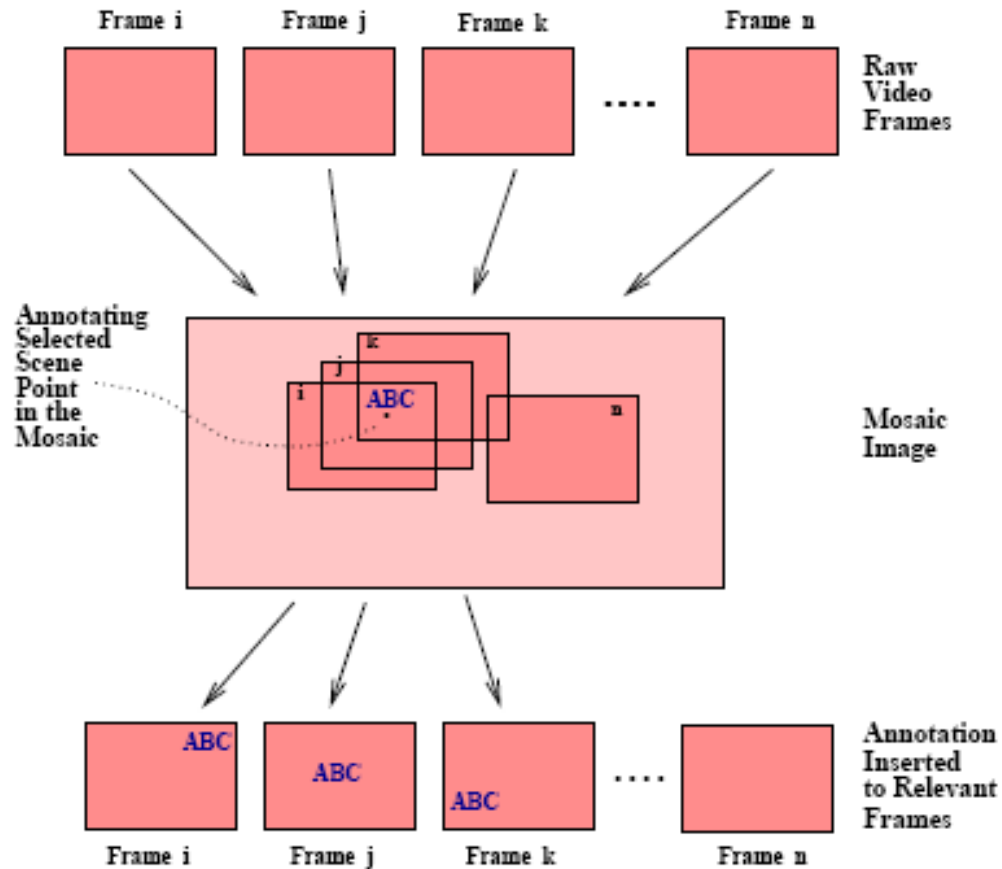 Frame i
Frame j
Frame k
Frame n
Raw
Video
Frames
....
Annotating
Selected
Scene
Point
in the
Mosaic
k
j
i
ABC
n
Mosaic
Image
ABC
ABC
ABC
....
Annotation
Inserted
to Relevant
Frames
Frame i
Frame j
Frame k
Frame n